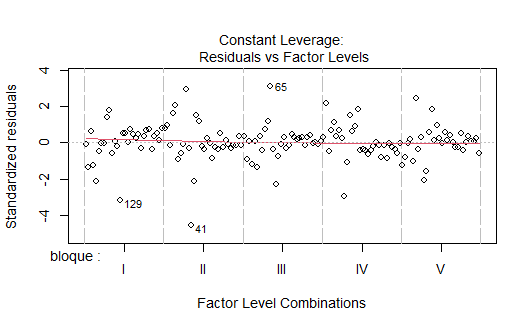 Constant Leverage:
Residuals vs Factor Levels
Standardized residuals
4
2
0
-2
-4
65
129
41
bloque :
I II III IV V
Factor Level Combinations